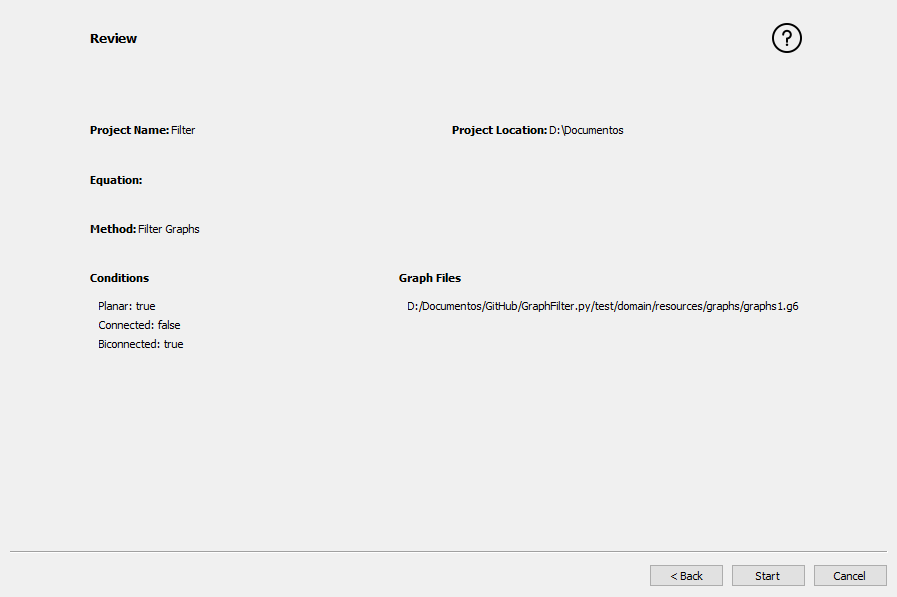 Review
?
Project Name: Filter
Project Location: D:\Documentos
Equation:
Method: Filter Graphs
Conditions
Graph Files
Planar: true
D:/Documentos/GitHub/GraphFilter.py/test/domain/resources/graphs/graphs1.g6
Connected: false
Biconnected: true
< Back
Start
Cancel